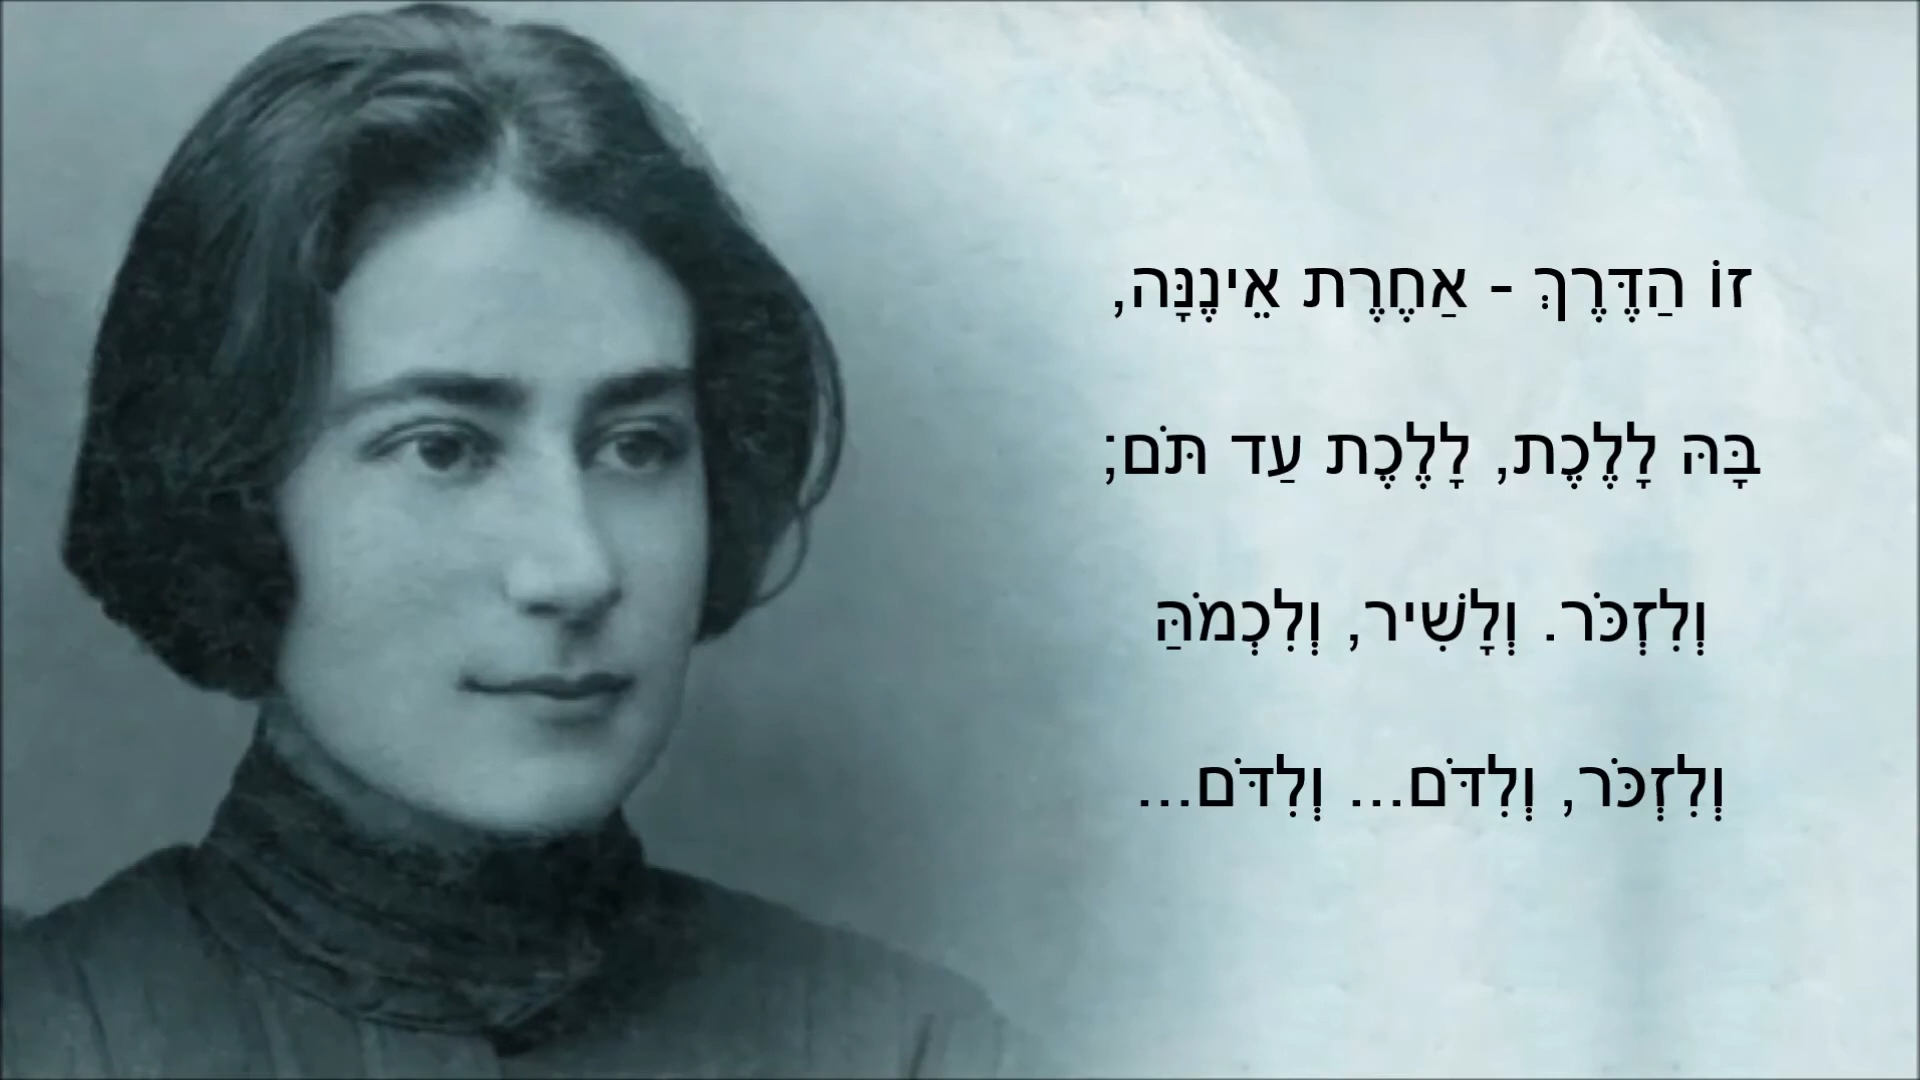 זוֹ הַדֶּרֶךְ - אַחֶרֶת אֵינֶנָּה,
בָּהּ לָלֶכֶת, לָלֶכֶת עַד תֹּם;
וְלִזְכֹּר. וְלָשִׁיר, וְלִכְמֹהַּ
וְלִזְכֹּר, וְלִדֹּם... וְלִדֹּם...